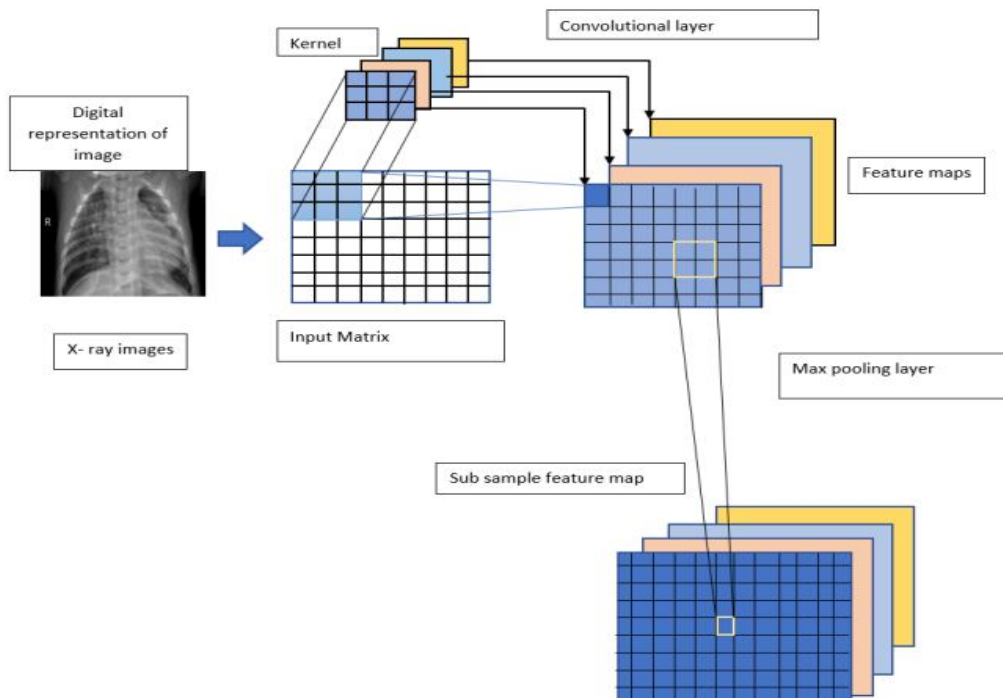 Kernel
Convolutional layer
Digital
representation of
image
R
Feature maps
X- ray images
Input Matrix
Max pooling layer
Sub sample feature map